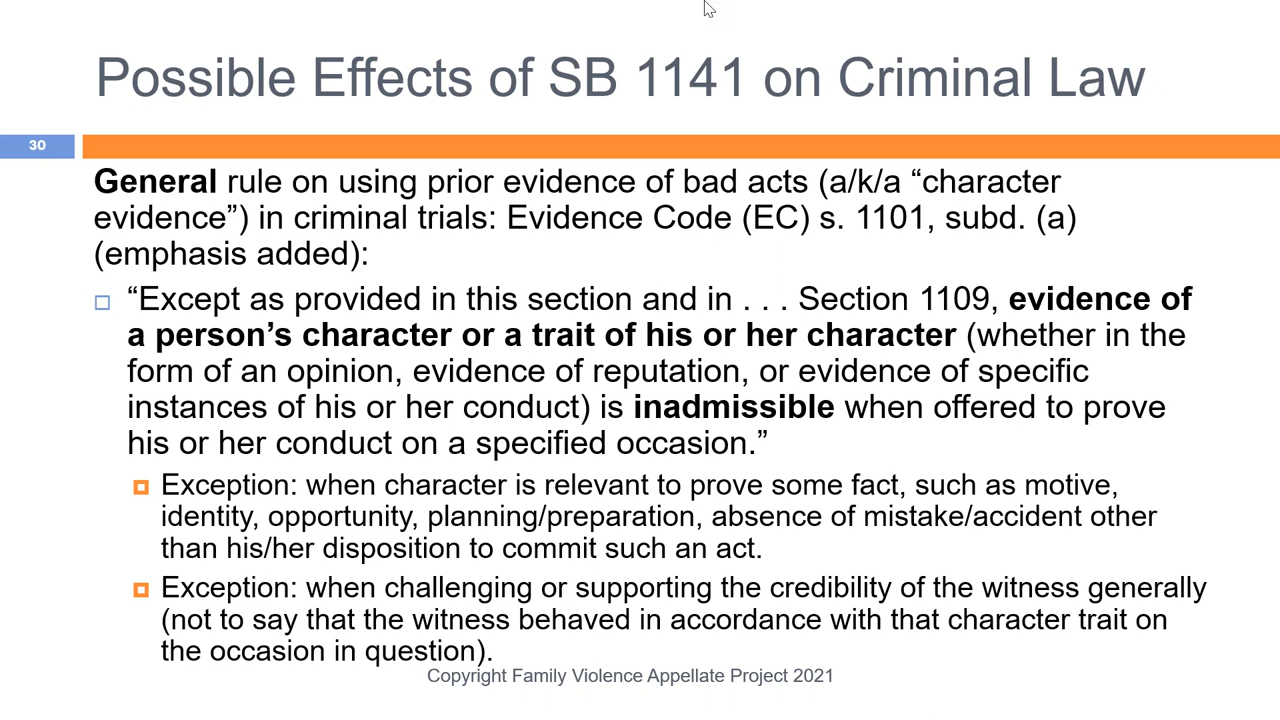 Possible Effects of SB 1141 on Criminal Law
30
General rule on using prior evidence of bad acts (a/k/a “character
evidence”) in criminal trials: Evidence Code (EC) s. 1101, subd. (a)
(emphasis added):
“Except as provided in this section and in . . . Section 1109, evidence of
a person’s character or a trait of his or her character (whether in the
form of an opinion, evidence of reputation, or evidence of specific
instances of his or her conduct) is inadmissible when offered to prove
his or her conduct on a specified occasion.”
Exception: when character is relevant to prove some fact, such as motive,
identity, opportunity, planning/preparation, absence of mistake/accident other
than his/her disposition to commit such an act.
Exception: when challenging or supporting the credibility of the witness generally
(not to say that the witness behaved in accordance with that character trait on
the occasion in question).
Copyright Family Violence Appellate Project 2021